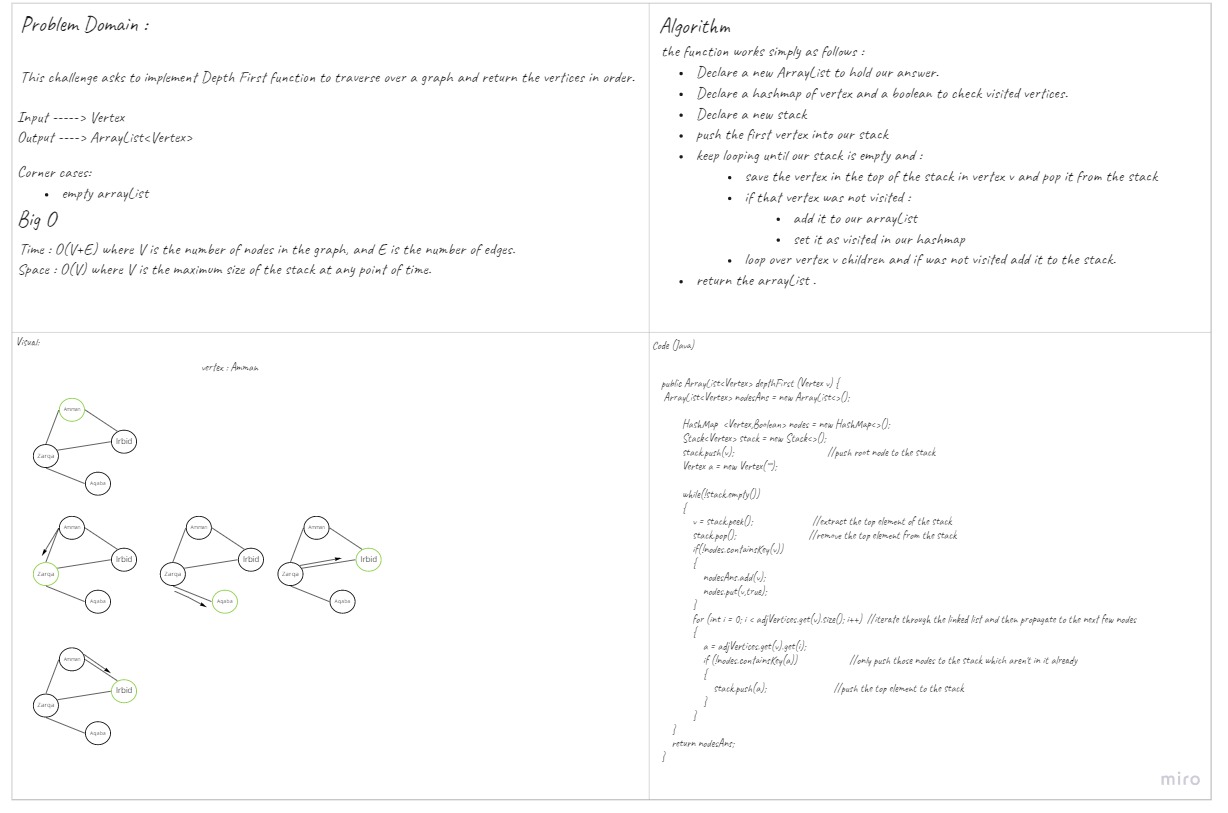 Problem Domain :
This challenge asks to implement Depth First function to traverse over a graph and return the vertices in order.
Input -----> Vertex
Output ----> ArrayList<Vertex>
Corner cases:
• empty arrayList
Big O
Time : O(V+E) where V is the number of nodes in the graph, and E is the number of edges.
Space : O(V) where V is the maximum size of the stack at any point of time.
Algorithm
the function works simply as follows :
• Declare a new ArrayList to hold our answer.
• Declare a hashmap of vertex and a boolean to check visited vertices.
• Declare a new stack
• push the first vertex into our stack
• keep looping until our stack is empty and :
• save the vertex in the top of the stack in vertex v and pop it from the stack
• if that vertex was not visited :
• add it to our arrayList
• set it as visited in our hashmap
• loop over vertex v children and if was not visited add it to the stack.
• return the arrayList .
Visual:
vertex : Amman
Amman
Irbid
Zarqa
Aqaba
Amman
Irbid
Zarqa
Aqaba
Amman
Irbid
Zarqa
Aqaba
Amman
Irbid
Zarqa
Aqaba
Amman
Irbid
Zarqa
Aqaba
Code (Java)
public ArrayList<Vertex> depthFirst (Vertex v) {
ArrayList<Vertex> nodesAns = new ArrayList<>();
HashMap <Vertex,Boolean> nodes = new HashMap<>();
Stack<Vertex> stack = new Stack<>();
stack.push(v); //push root node to the stack
Vertex a = new Vertex("");
while(!stack.empty())
{
v = stack.peek(); //extract the top element of the stack
stack.pop(); //remove the top element from the stack
if(!nodes.containsKey(v))
{
nodesAns.add(v);
nodes.put(v,true);
}
for (int i = 0; i < adjVertises.get(v).size(); i++) //iterate through the linked list and then propagate to the next few nodes
{
a = adjVertises.get(v).get(i);
if (!nodes.containsKey(a)) //only push those nodes to the stack which aren't in it already
{
stack.push(a); //push the top element to the stack
}
}
}
return nodesAns;
}
miro